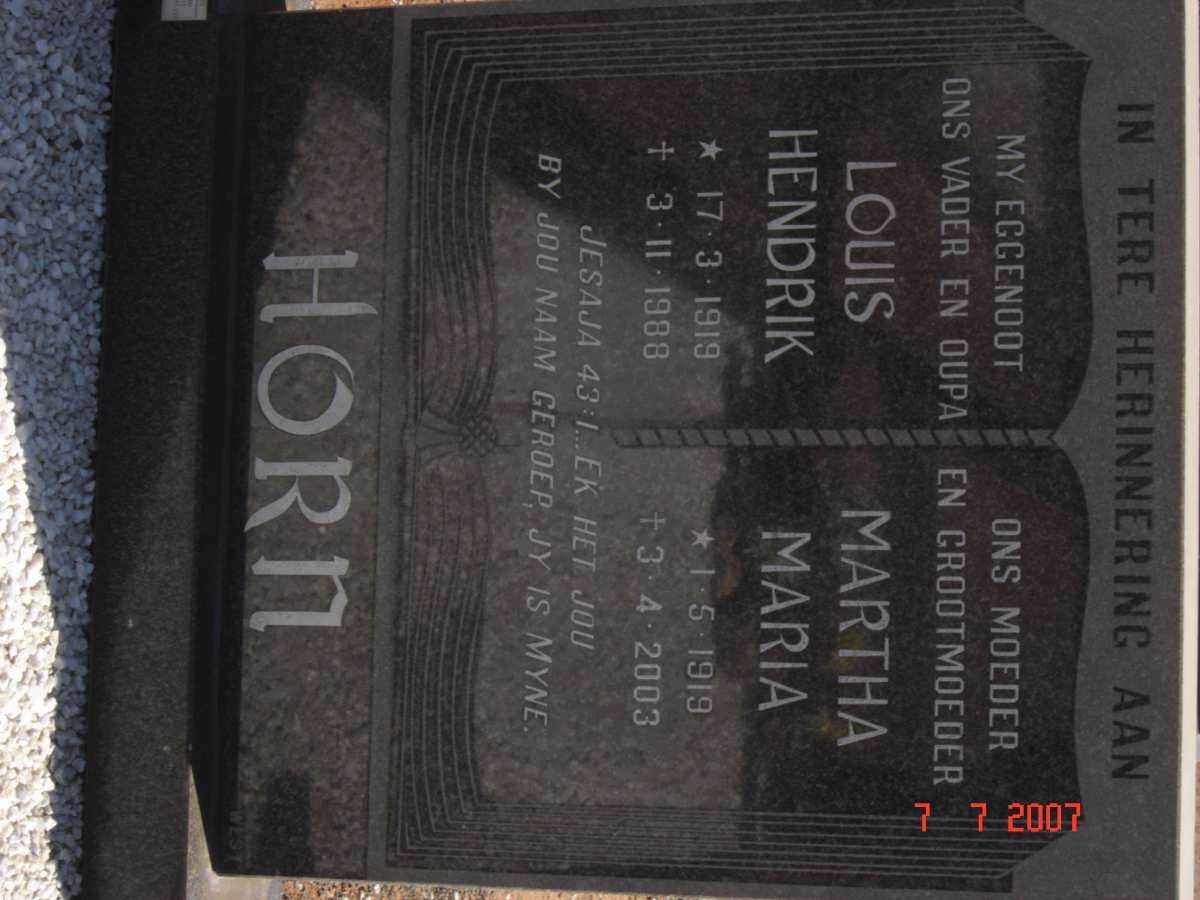 IN TERE HERINNERING AAN
MY EGGENOOT
ONS VADER EN OUPA
LOUIS
HENDRIK
★ 17·3·1919
† 3·11·1988
ONS MOEDER
EN GROOTMOEDER
MARTHA
MARIA
★ 1·5·1919
† 3·4·2003
JESAJA 43:1...EK HET JOU
BY JOU NAAM GEROEP, JY IS MYNE.
HORN
7 7 2007